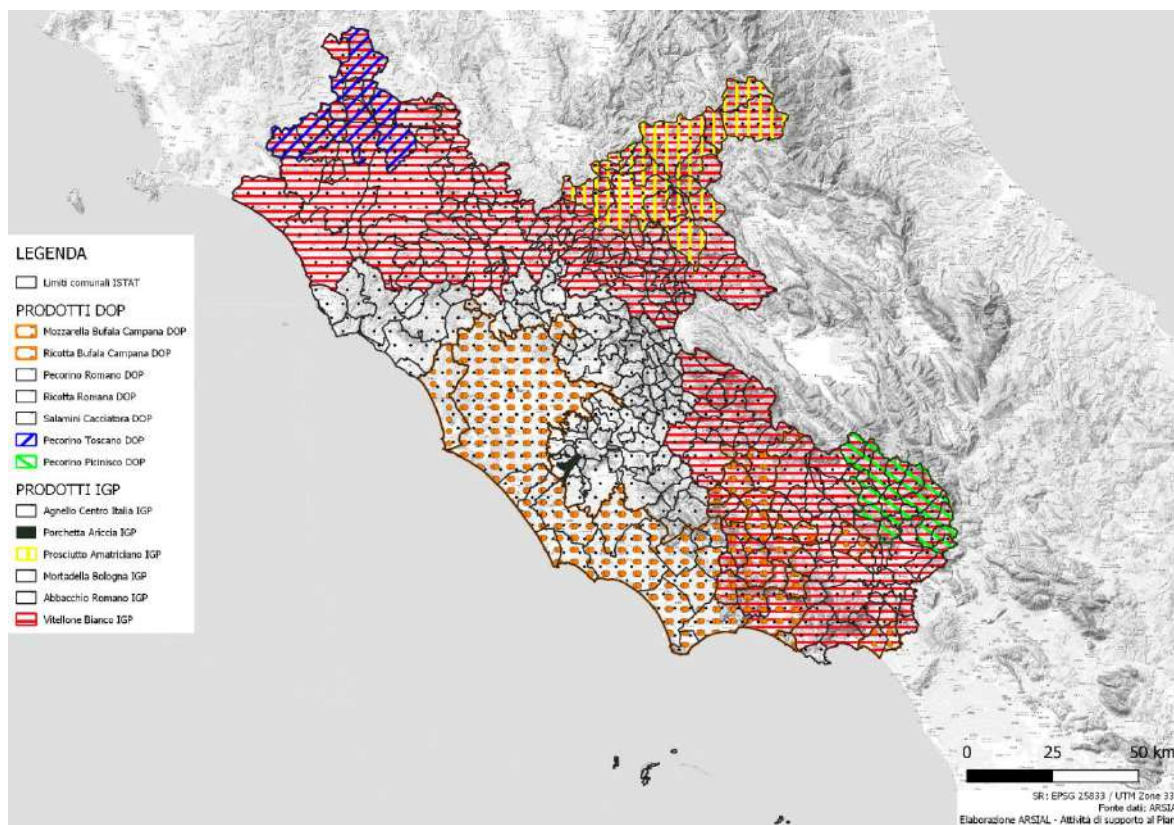 LEGENDA
Limiti comunali ISTAT
PRODOTTI DOP
Mozzarella Bufala Campana DOP
Ricotta Bufala Campana DOP
Pecorino Romano DOP
Ricotta Romana DOP
Salamini Cacciatora DOP
Pecorino Toscano DOP
Pecorino Picinisco DOP
PRODOTTI IGP
Agnello Centro Italia IGP
Porchetta Ariccia IGP
Prosciutto Amatriciano IGP
Mortadella Bologna IGP
Abbacchio Romano IGP
Vitellone Bianco IGP
0 25 50 km
SR: EPSG 25833 / UTM Zone 33
Fonte dati: ARSIA
Elaborazione ARSIAL - Attività di supporto al Piar